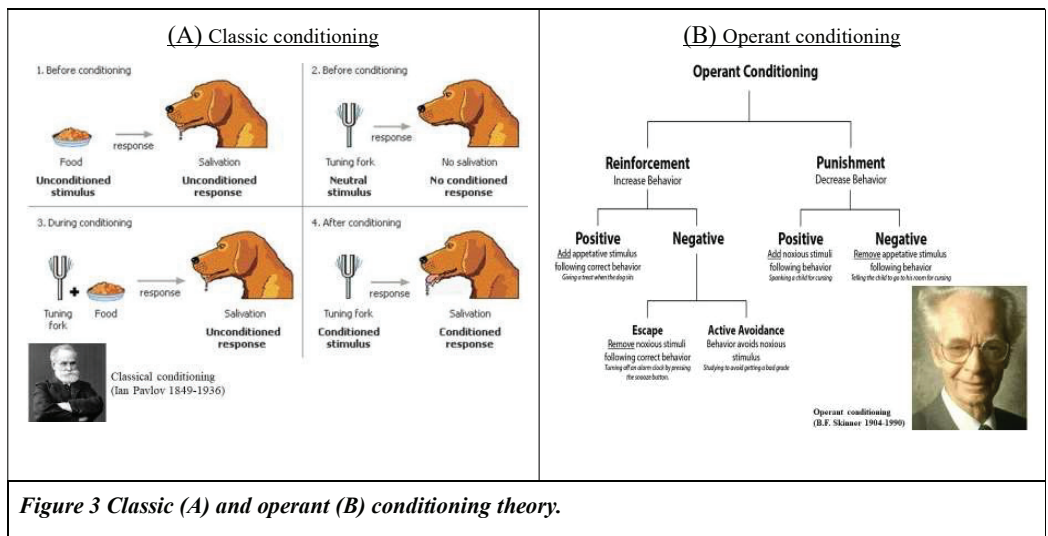 (A) Classic conditioning
1. Before conditioning
response
Food
Unconditioned
stimulus
Salivation
Unconditioned
response
2. Before conditioning
response
Tuning fork
Neutral
stimulus
No salivation
No conditioned
response
3. During conditioning
response
Tuning
fork
+
Food
Salivation
Unconditioned
response
4. After conditioning
response
Tuning fork
Conditioned
stimulus
Salivation
Conditioned
response
Classical conditioning
(Ian Pavlov 1849-1936)
(B) Operant conditioning
Operant Conditioning
Reinforcement
Increase Behavior
Punishment
Decrease Behavior
Positive
Add appetative stimulus
following correct behavior
Giving a treat when the dog sits
Negative
Positive
Add noxious stimuli
following behavior
Spanking a child for cursing
Negative
Remove appetative stimulus
following behavior
Telling the child to go to his room for cursing
Escape
Remove noxious stimuli
following correct behavior
Turning off an alarm clock by pressing
the snooze button.
Active Avoidance
Behavior avoids noxious
stimulus
Studying to avoid getting a bad grade
Operant conditioning
(B.F. Skinner 1904-1990)
Figure 3 Classic (A) and operant (B) conditioning theory.